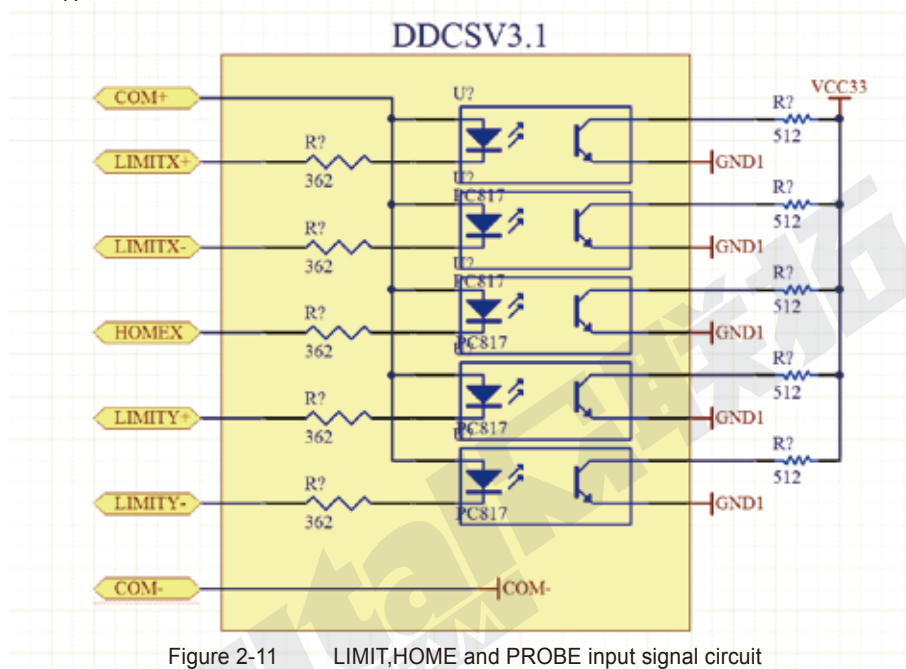 DDCSV3.1
COM+
U?
VCC33
R?
512
LIMITX+
R?
362
GND1
U?
PC817
R?
512
LIMITX-
R?
362
GND1
U?
PC817
R?
512
HOMEX
R?
362
GND1
PC817
R?
512
LIMITY+
R?
362
GND1
PC817
R?
512
LIMITY-
R?
362
GND1
PC817
COM-
COM-
Figure 2-11 LIMIT,HOME and PROBE input signal circuit